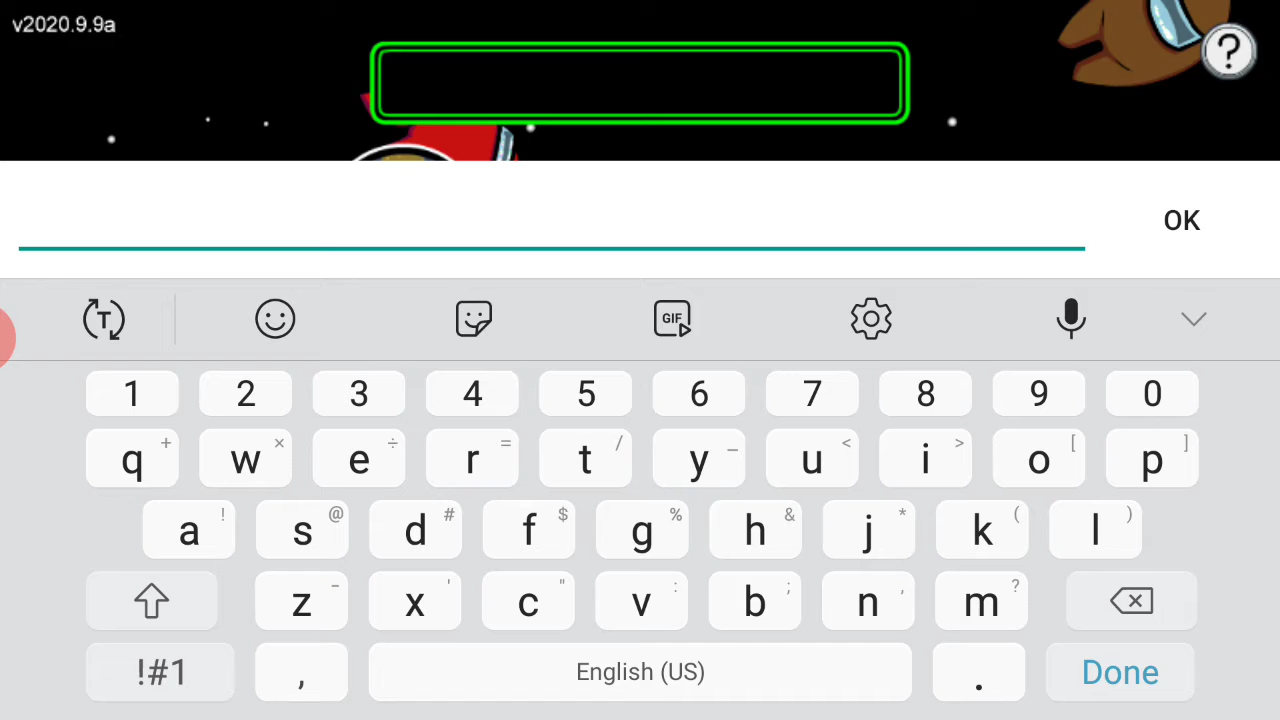 v2020.9.9a
?
OK
T
GIF
1 2 3 4 5 6 7 8 9 0
q + w × e ÷ r = t / y _ u < i > o [ p ]
a ! s @ d # f $ g % h & j * k ( l )
z - x ' c " v : b ; n , m ?
!#1 , English (US) . Done